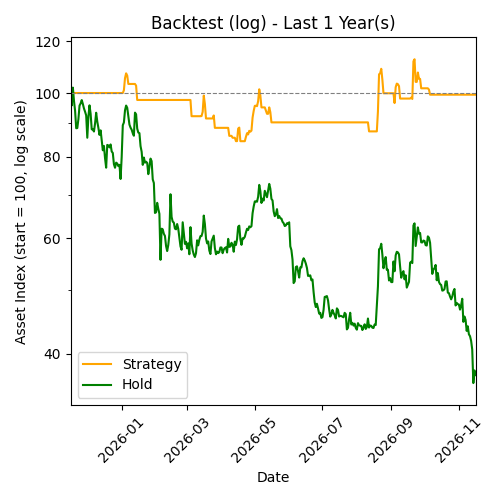 Backtest (log) - Last 1 Year(s)
Asset Index (start = 100, log scale)
120
100
80
60
40
Strategy
Hold
2026-01
2026-03
2026-05
2026-07
2026-09
2026-11
Date